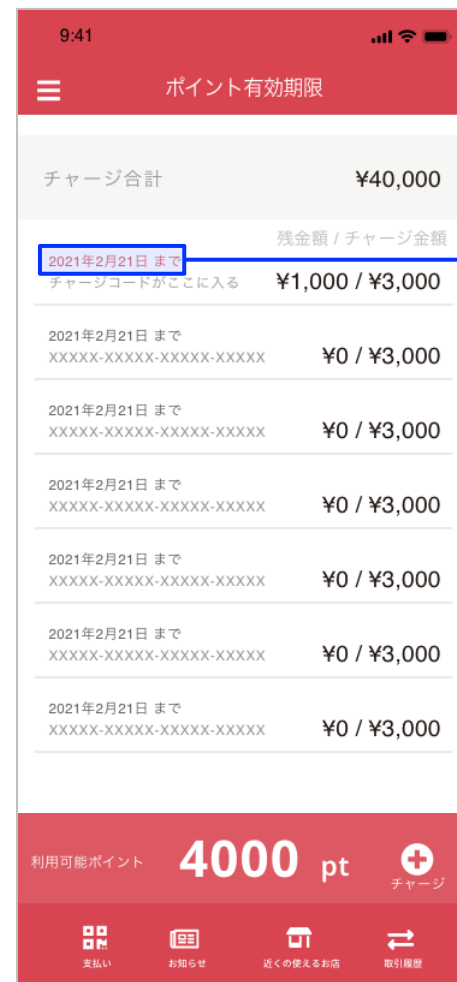 9:41
ポイント有効期限
チャージ合計 ¥40,000
残金額 / チャージ金額
2021年2月21日 まで
チャージコードがここに入る ¥1,000 / ¥3,000
2021年2月21日 まで
XXXXX-XXXXX-XXXXX-XXXXX ¥0 / ¥3,000
2021年2月21日 まで
XXXXX-XXXXX-XXXXX-XXXXX ¥0 / ¥3,000
2021年2月21日 まで
XXXXX-XXXXX-XXXXX-XXXXX ¥0 / ¥3,000
2021年2月21日 まで
XXXXX-XXXXX-XXXXX-XXXXX ¥0 / ¥3,000
2021年2月21日 まで
XXXXX-XXXXX-XXXXX-XXXXX ¥0 / ¥3,000
2021年2月21日 まで
XXXXX-XXXXX-XXXXX-XXXXX ¥0 / ¥3,000
利用可能ポイント 4000 pt チャージ
支払い お知らせ 近くの使えるお店 取引履歴